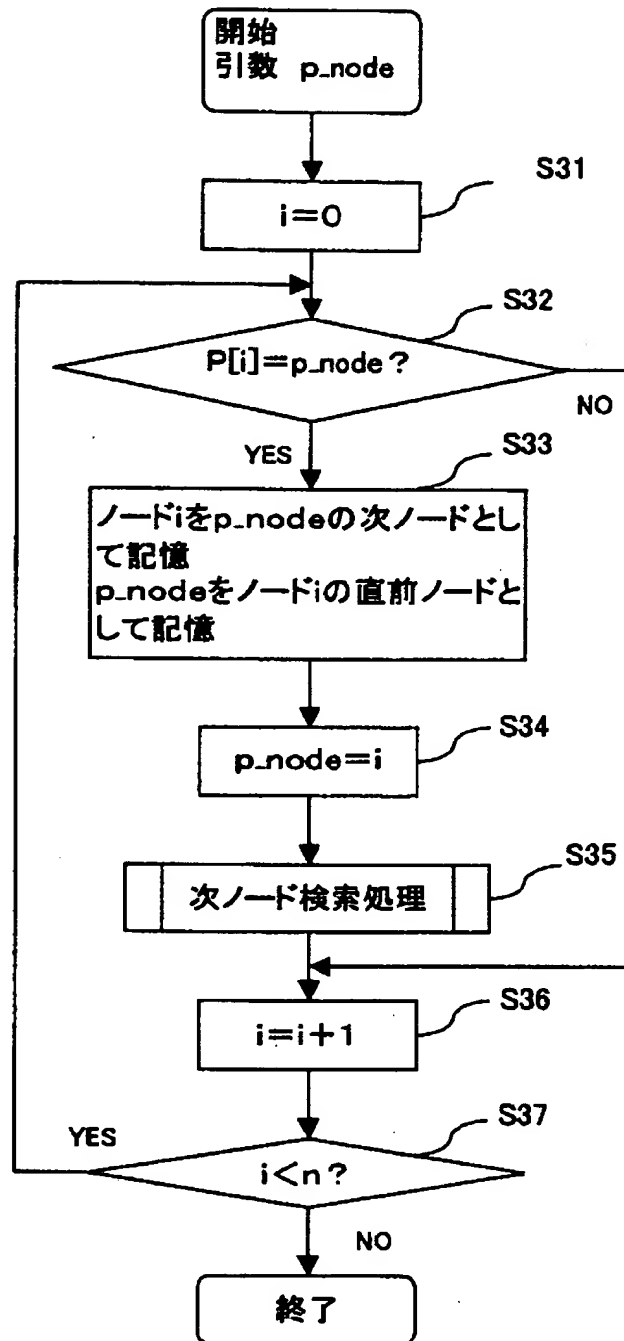 開始
引数 p_node
S31
i＝0
S32
P[i]＝p_node？
NO
YES
S33
ノードiをp_nodeの次ノードとし
て記憶
p_nodeをノードiの直前ノードと
して記憶
S34
p_node＝i
S35
次ノード検索処理
S36
i＝i＋1
S37
YES
i＜n？
NO
終了